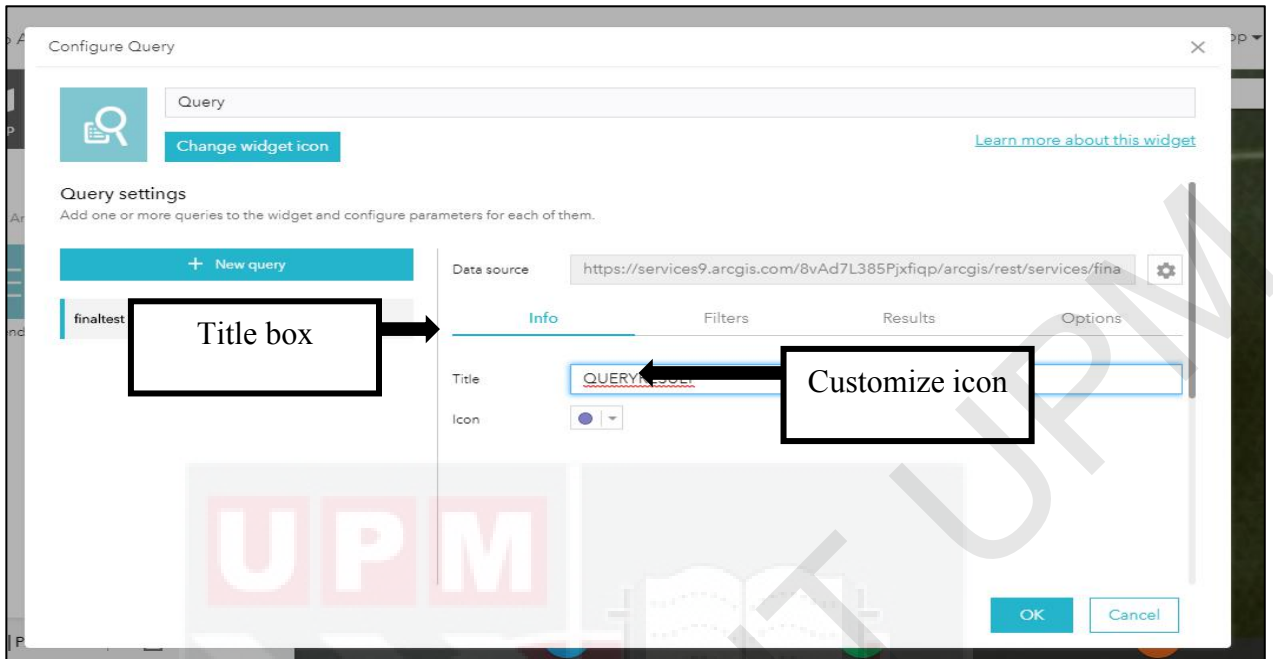 Configure Query
Query
Change widget icon
Learn more about this widget
Query settings
Add one or more queries to the widget and configure parameters for each of them.
+ New query
Data source
https://services9.arcgis.com/8vAd7L385Pjxfiqp/arcgis/rest/services/fina
finaltest
Title box
Info
Filters
Results
Options
Title
Customize icon
Icon
UPM
OK
Cancel
UPM